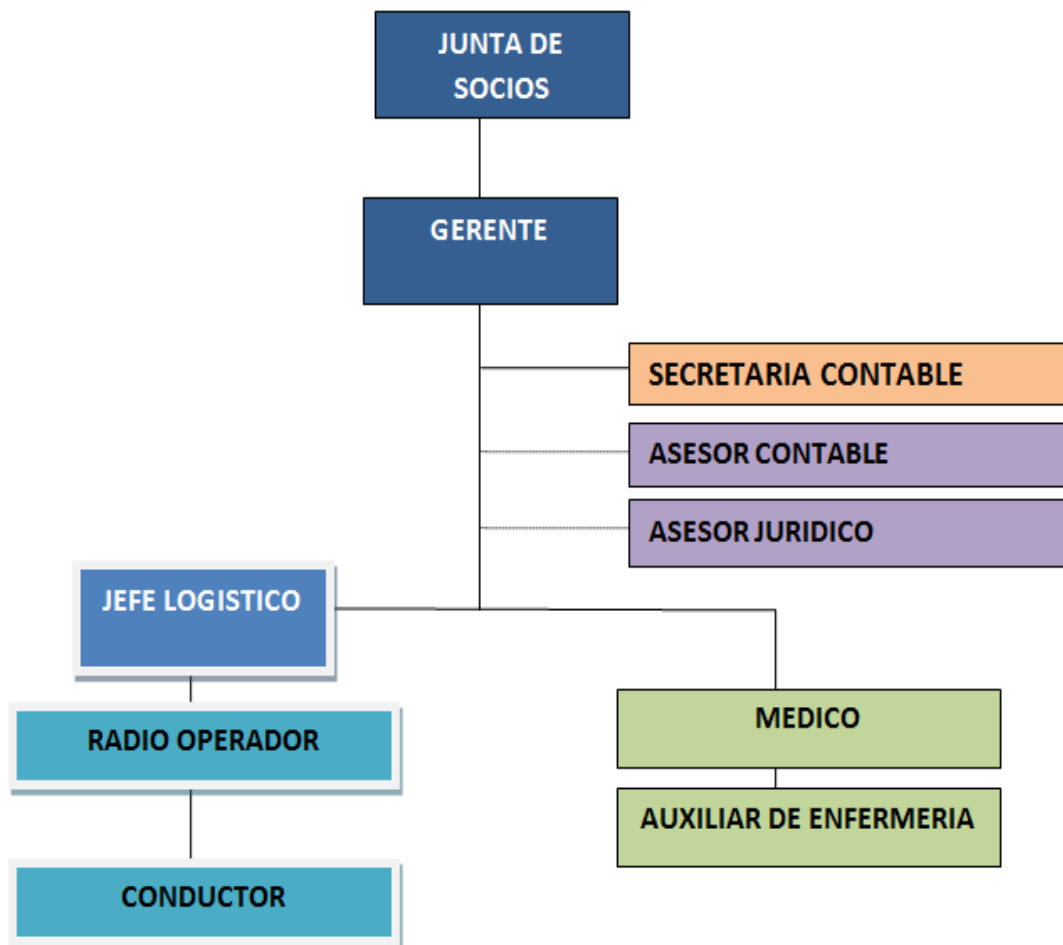 JUNTA DE
SOCIOS
GERENTE
SECRETARIA CONTABLE
ASESOR CONTABLE
ASESOR JURIDICO
JEFE LOGISTICO
RADIO OPERADOR
CONDUCTOR
MEDICO
AUXILIAR DE ENFERMERIA